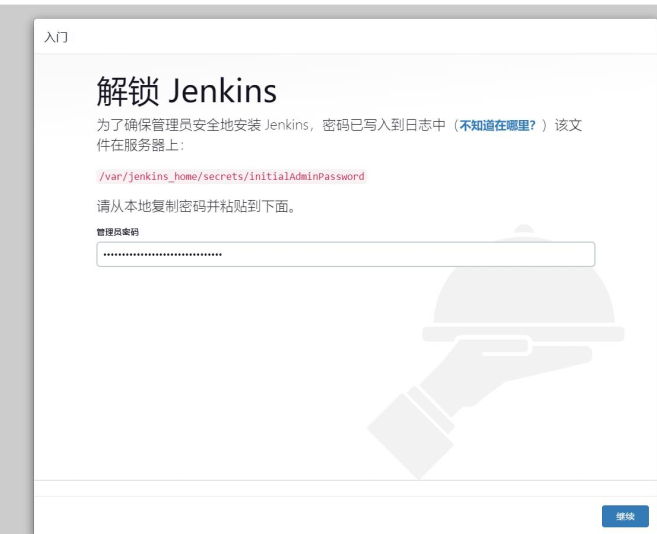 入门
解锁 Jenkins
为了确保管理员安全地安装 Jenkins，密码已写入到日志中（不知道在哪里？）该文
件在服务器上：
/var/jenkins_home/secrets/initialAdminPassword
请从本地复制密码并粘贴到下面。
管理员密码
••••••••••••••••••••••••••••••••
继续